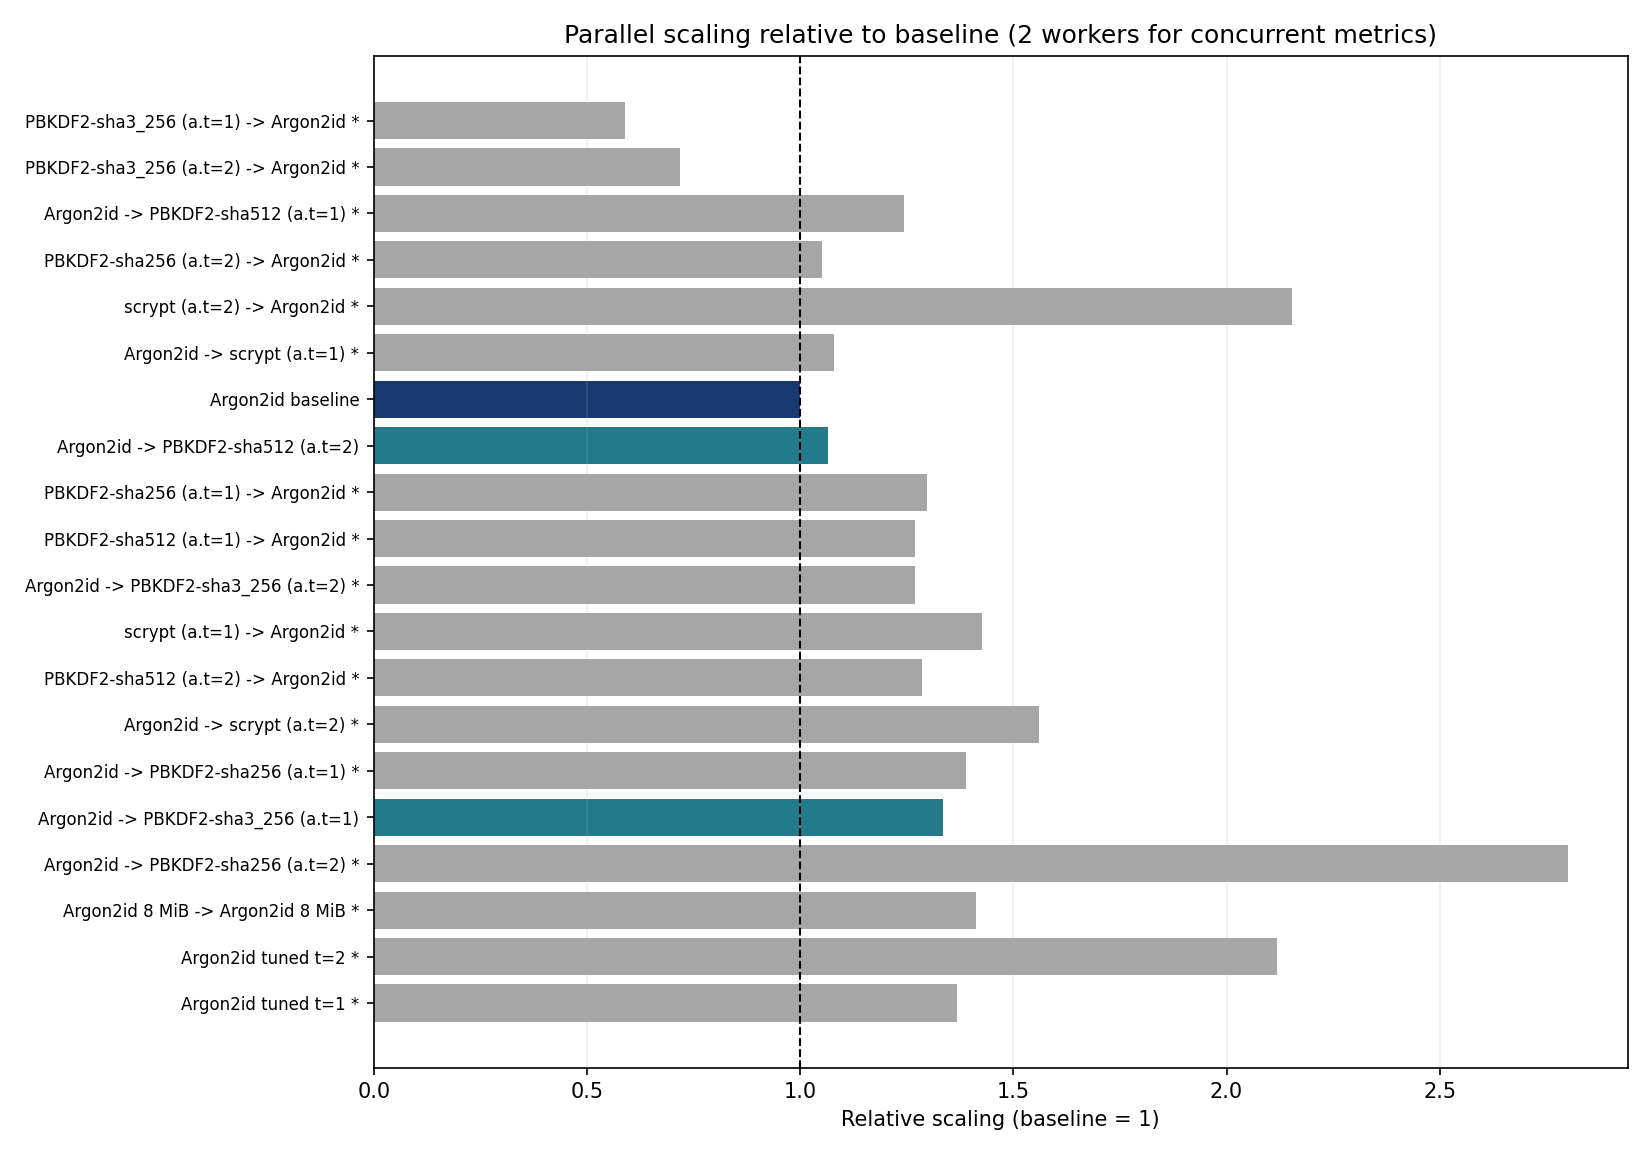 Parallel scaling relative to baseline (2 workers for concurrent metrics)
PBKDF2-sha3_256 (a.t=1) -> Argon2id *
PBKDF2-sha3_256 (a.t=2) -> Argon2id *
Argon2id -> PBKDF2-sha512 (a.t=1) *
PBKDF2-sha256 (a.t=2) -> Argon2id *
scrypt (a.t=2) -> Argon2id *
Argon2id -> scrypt (a.t=1) *
Argon2id baseline
Argon2id -> PBKDF2-sha512 (a.t=2)
PBKDF2-sha256 (a.t=1) -> Argon2id *
PBKDF2-sha512 (a.t=1) -> Argon2id *
Argon2id -> PBKDF2-sha3_256 (a.t=2) *
scrypt (a.t=1) -> Argon2id *
PBKDF2-sha512 (a.t=2) -> Argon2id *
Argon2id -> scrypt (a.t=2) *
Argon2id -> PBKDF2-sha256 (a.t=1) *
Argon2id -> PBKDF2-sha3_256 (a.t=1)
Argon2id -> PBKDF2-sha256 (a.t=2) *
Argon2id 8 MiB -> Argon2id 8 MiB *
Argon2id tuned t=2 *
Argon2id tuned t=1 *
0.0 0.5 1.0 1.5 2.0 2.5
Relative scaling (baseline = 1)